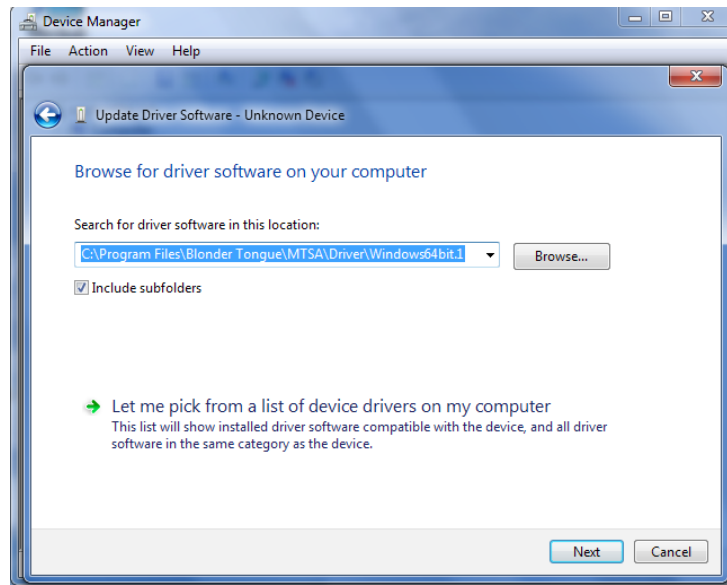 Device Manager
File Action View Help
Update Driver Software - Unknown Device
Browse for driver software on your computer
Search for driver software in this location:
C:\Program Files\Blonder Tongue\MTSA\Driver\Windows64bit.1
Browse...
Include subfolders
Let me pick from a list of device drivers on my computer
This list will show installed driver software compatible with the device, and all driver
software in the same category as the device.
Next Cancel